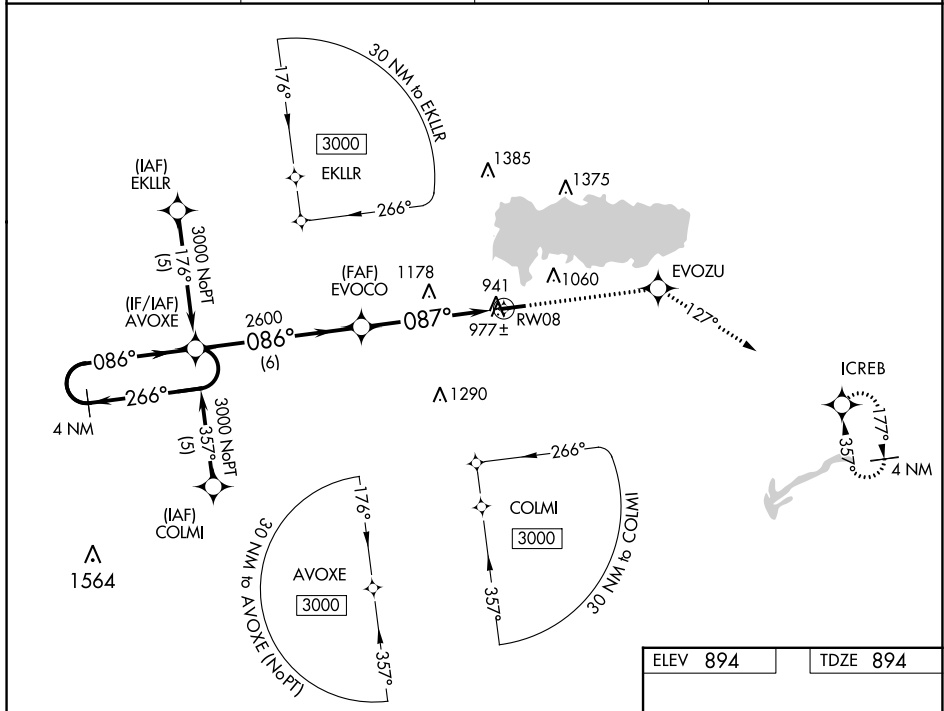 30 NM to EKLLR
176°
3000
EKLLR
266°
1385
1375
(IAF)
EKLLR
3000 NoPT
176°
(5)
(FAF)
EVOCO
1178
941
1060
EVOZU
(IF/IAF)
AVOXE
2600
086°
(6)
087°
977±
RW08
127°
086°
266°
4 NM
1290
ICREB
177°
357°
4 NM
3000 NoPT
357°
(5)
(IAF)
COLMI
266°
COLMI
3000
357°
30 NM to COLMI
1564
176°
AVOXE
3000
357°
30 NM to AVOXE (NoPT)
ELEV 894
TDZE 894